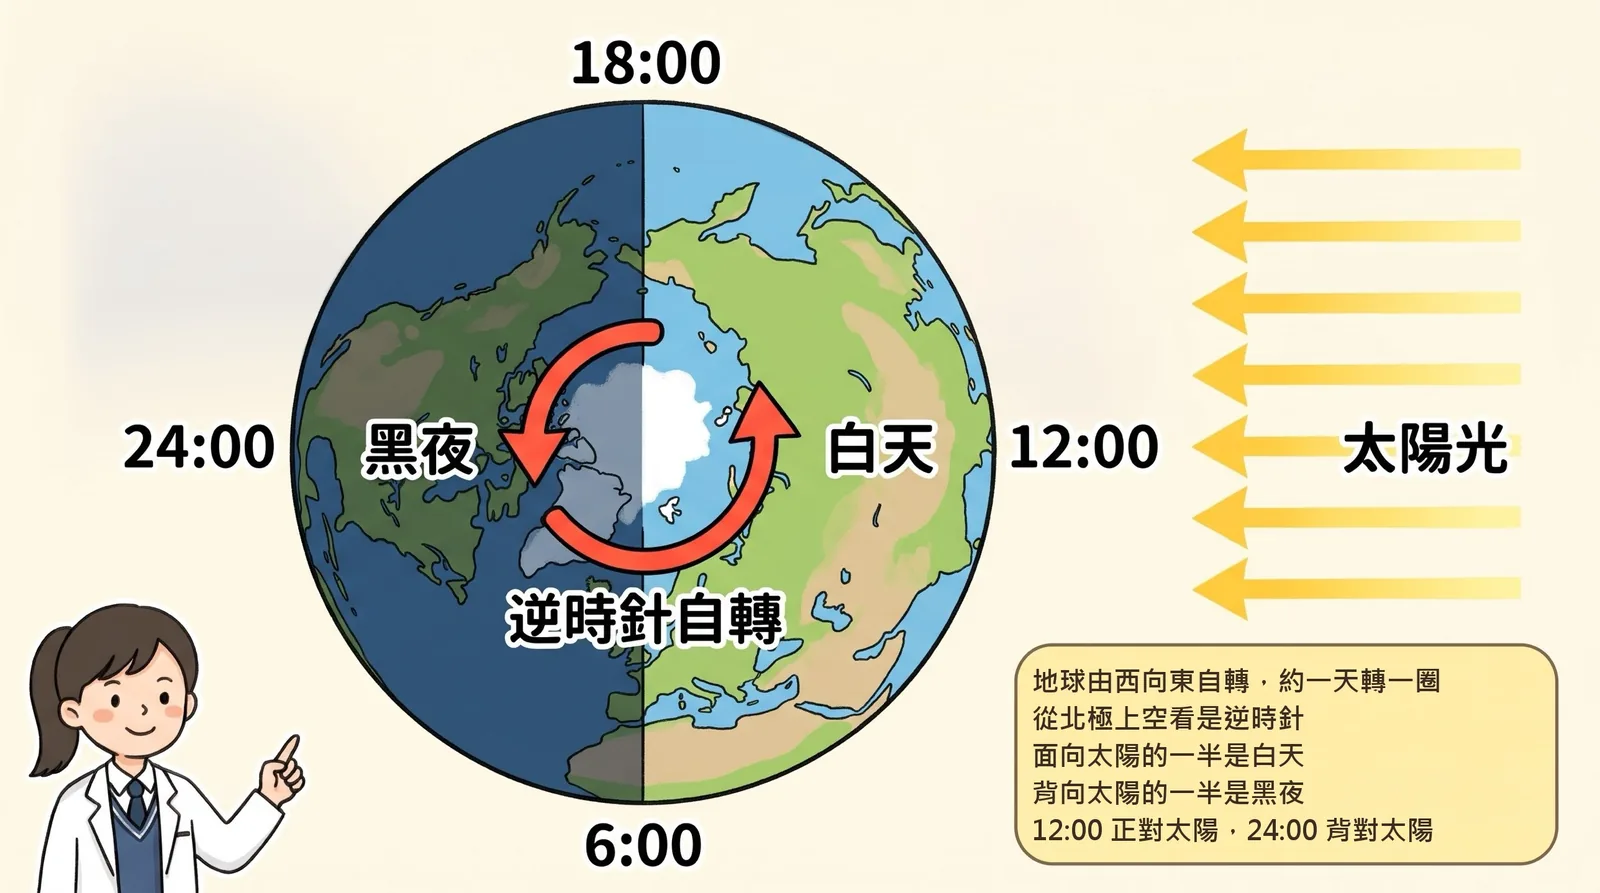 18:00
24:00
黑夜
白天
12:00
太陽光
逆時針自轉
6:00
地球由西向東自轉，約一天轉一圈
從北極上空看是逆時針
面向太陽的一半是白天
背向太陽的一半是黑夜
12:00 正對太陽，24:00 背對太陽